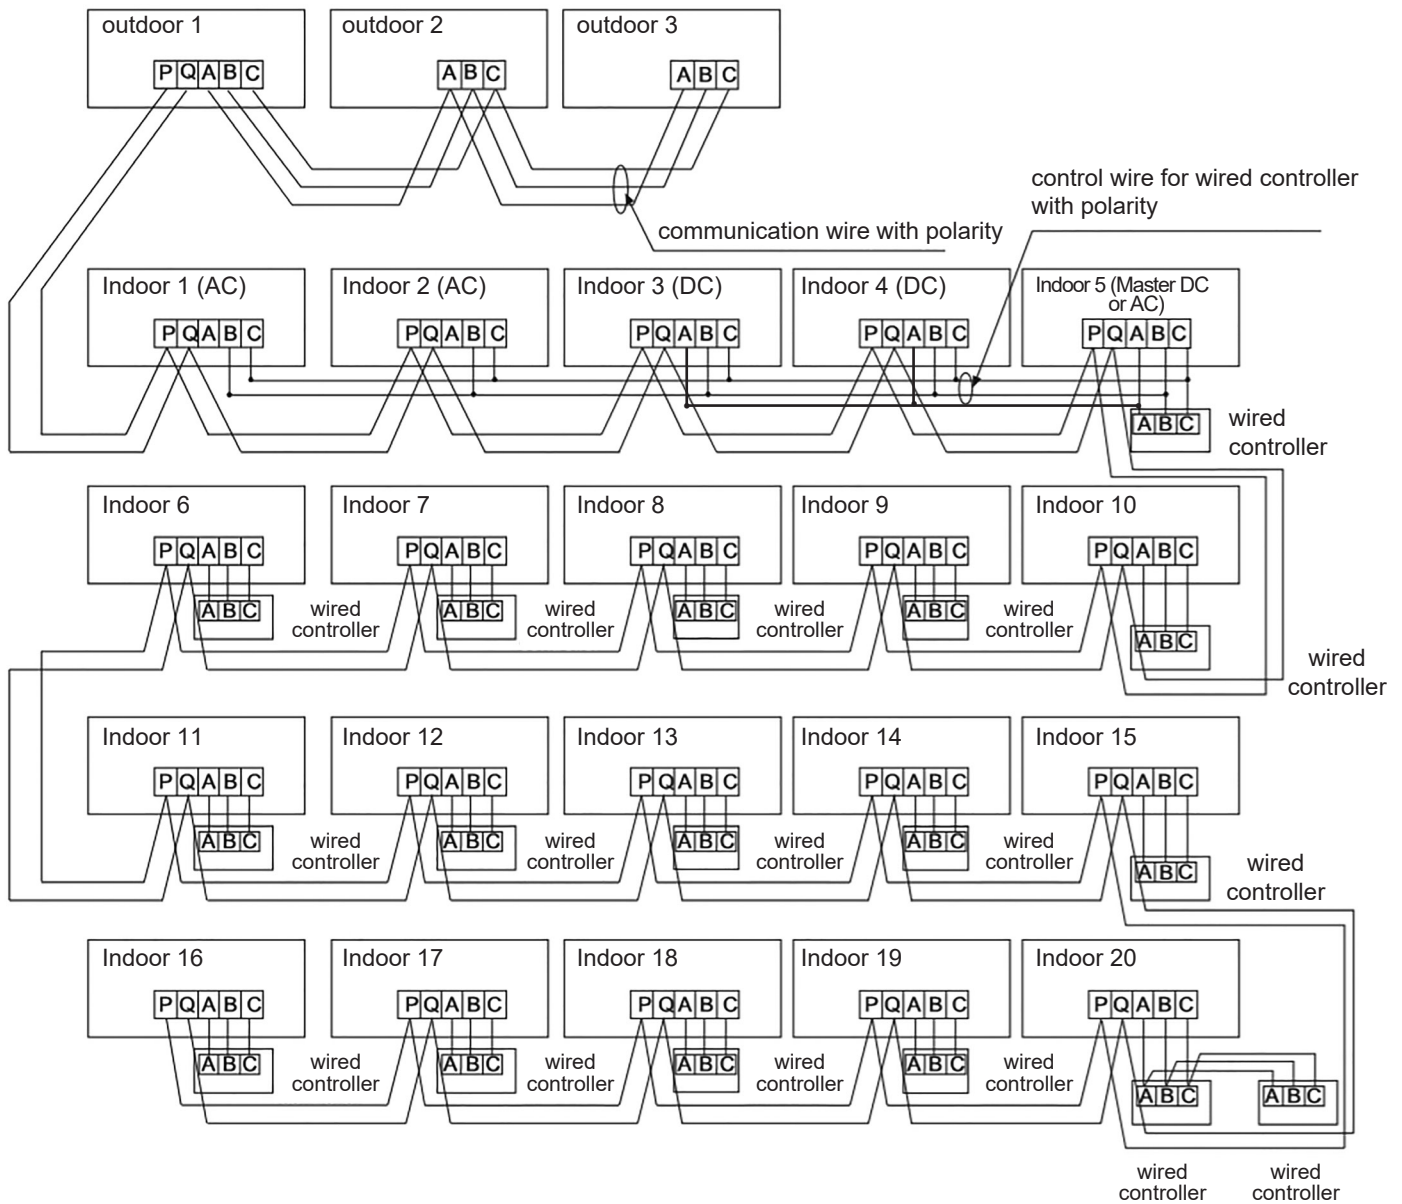 outdoor 1
outdoor 2
outdoor 3
P Q A B C
A B C
A B C
control wire for wired controller
with polarity
communication wire with polarity
Indoor 1 (AC)
Indoor 2 (AC)
Indoor 3 (DC)
Indoor 4 (DC)
Indoor 5 (Master DC
or AC)
P Q A B C
P Q A B C
P Q A B C
P Q A B C
P Q A B C
A B C
wired
controller
Indoor 6
Indoor 7
Indoor 8
Indoor 9
Indoor 10
P Q A B C
P Q A B C
P Q A B C
P Q A B C
P Q A B C
A B C
wired
controller
A B C
wired
controller
A B C
wired
controller
A B C
wired
controller
A B C
wired
controller
Indoor 11
Indoor 12
Indoor 13
Indoor 14
Indoor 15
P Q A B C
P Q A B C
P Q A B C
P Q A B C
P Q A B C
A B C
wired
controller
A B C
wired
controller
A B C
wired
controller
A B C
wired
controller
A B C
wired
controller
Indoor 16
Indoor 17
Indoor 18
Indoor 19
Indoor 20
P Q A B C
P Q A B C
P Q A B C
P Q A B C
P Q A B C
A B C
wired
controller
A B C
wired
controller
A B C
wired
controller
A B C
wired
controller
A B C
A B C
wired
controller
wired
controller